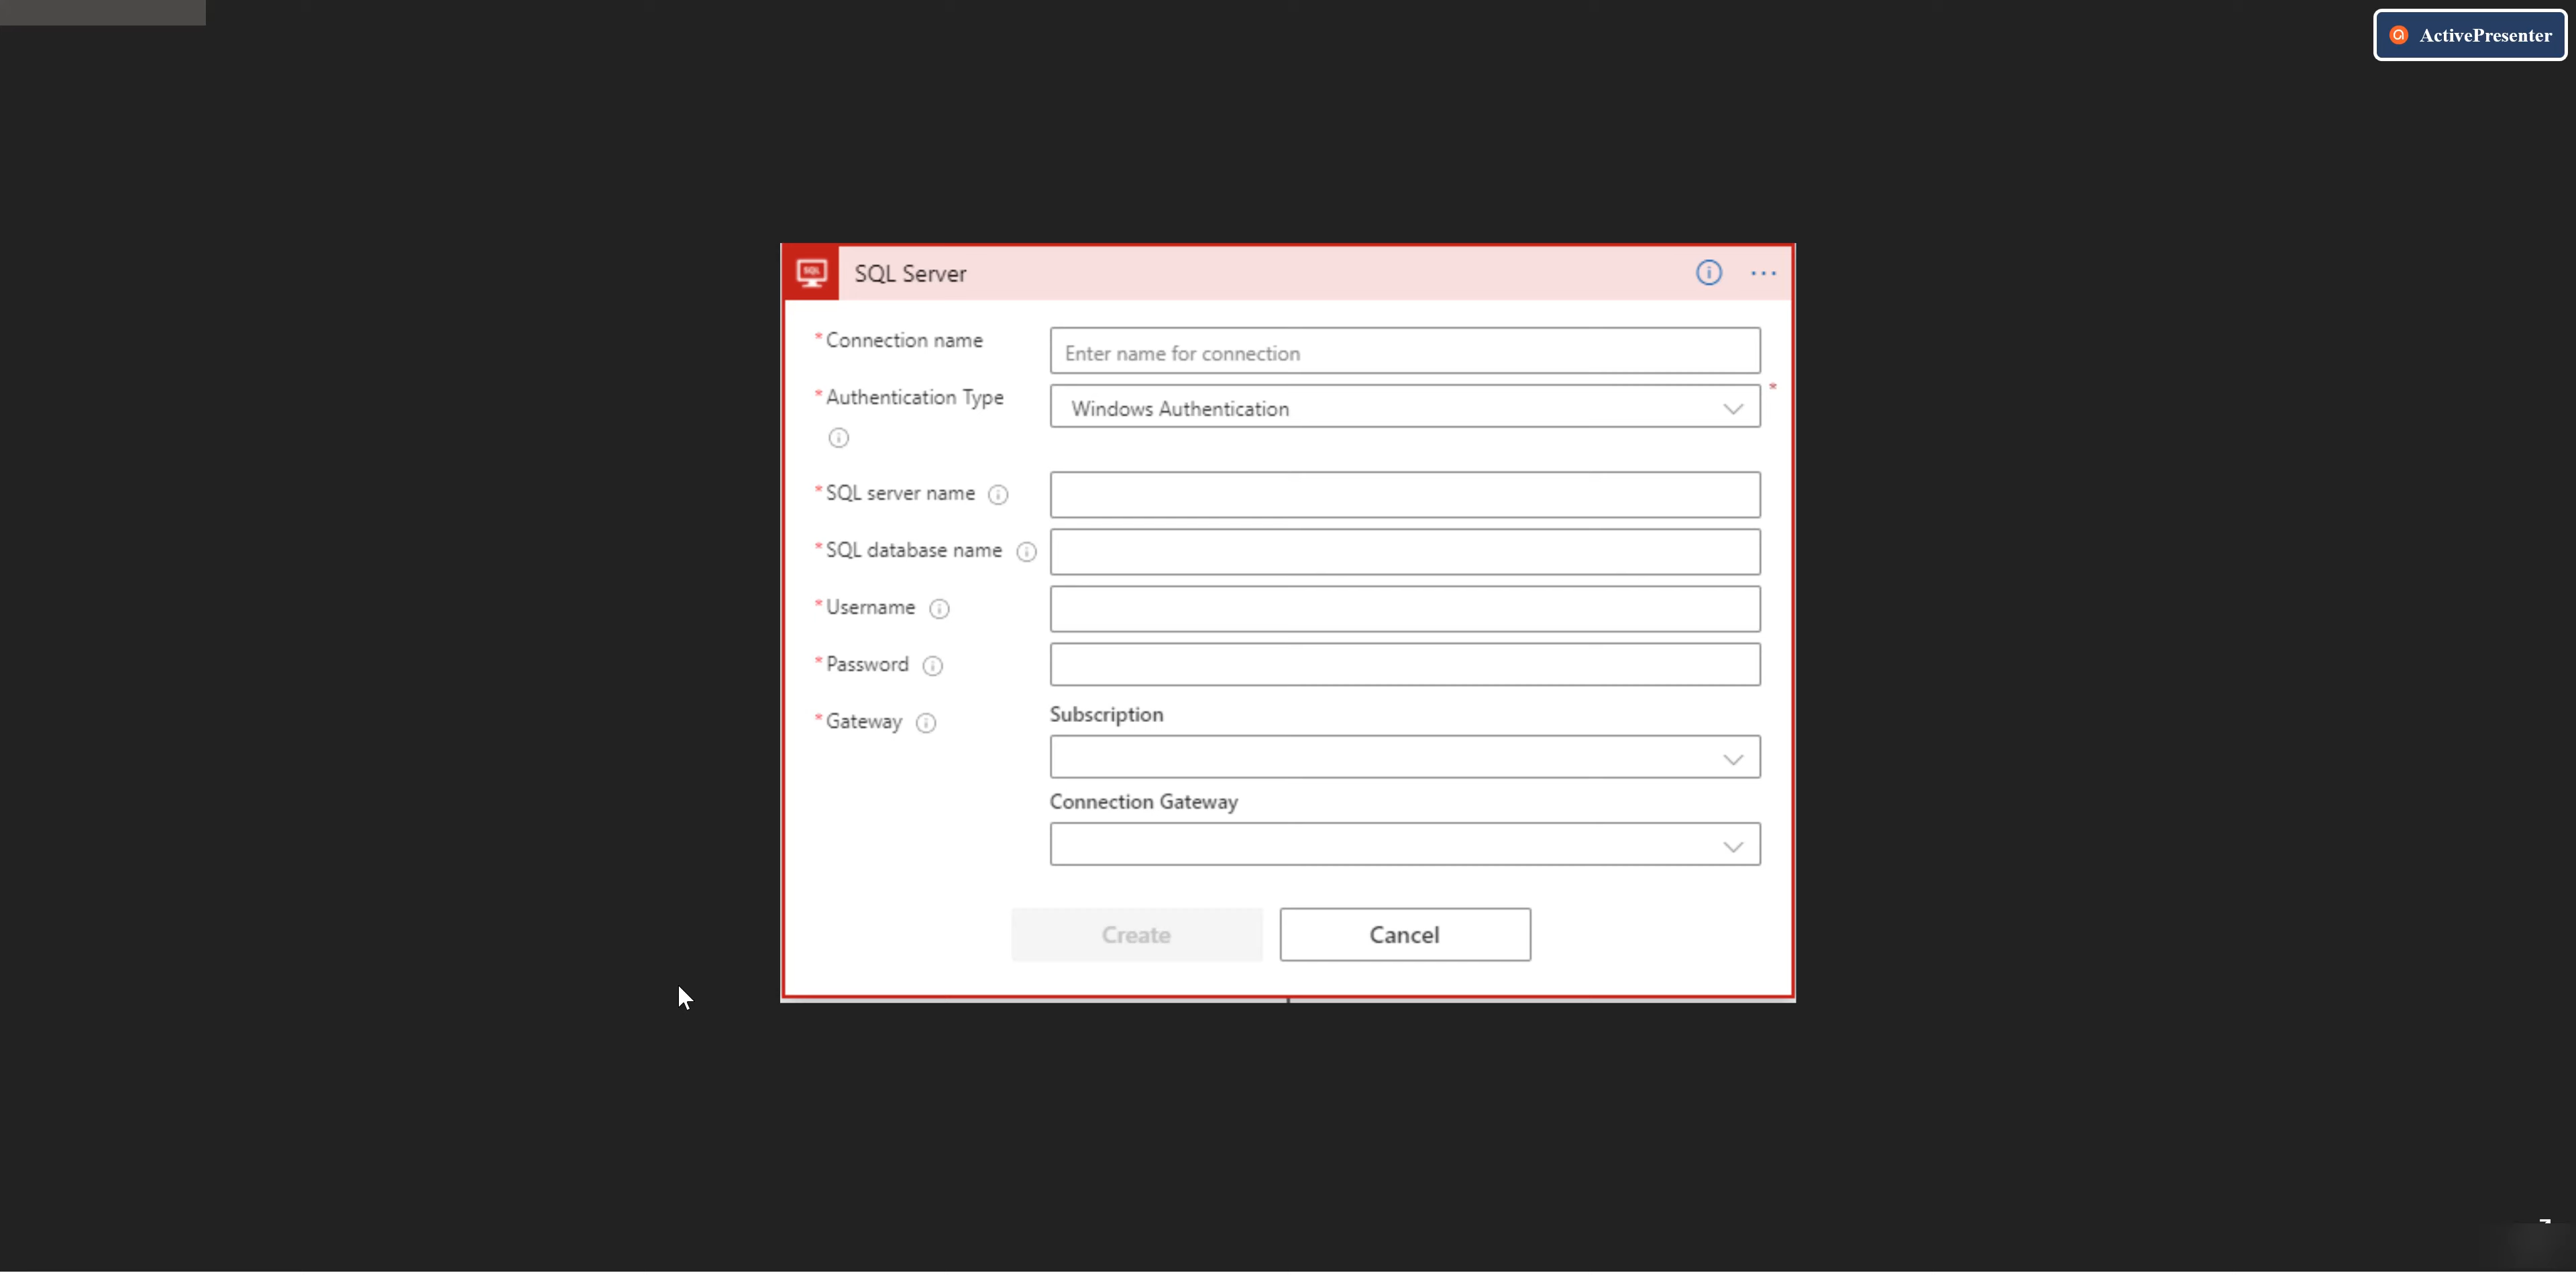 ActivePresenter
SQL
SQL Server
* Connection name
Enter name for connection
* Authentication Type
Windows Authentication
*
* SQL server name
* SQL database name
* Username
* Password
* Gateway
Subscription
Connection Gateway
Create
Cancel